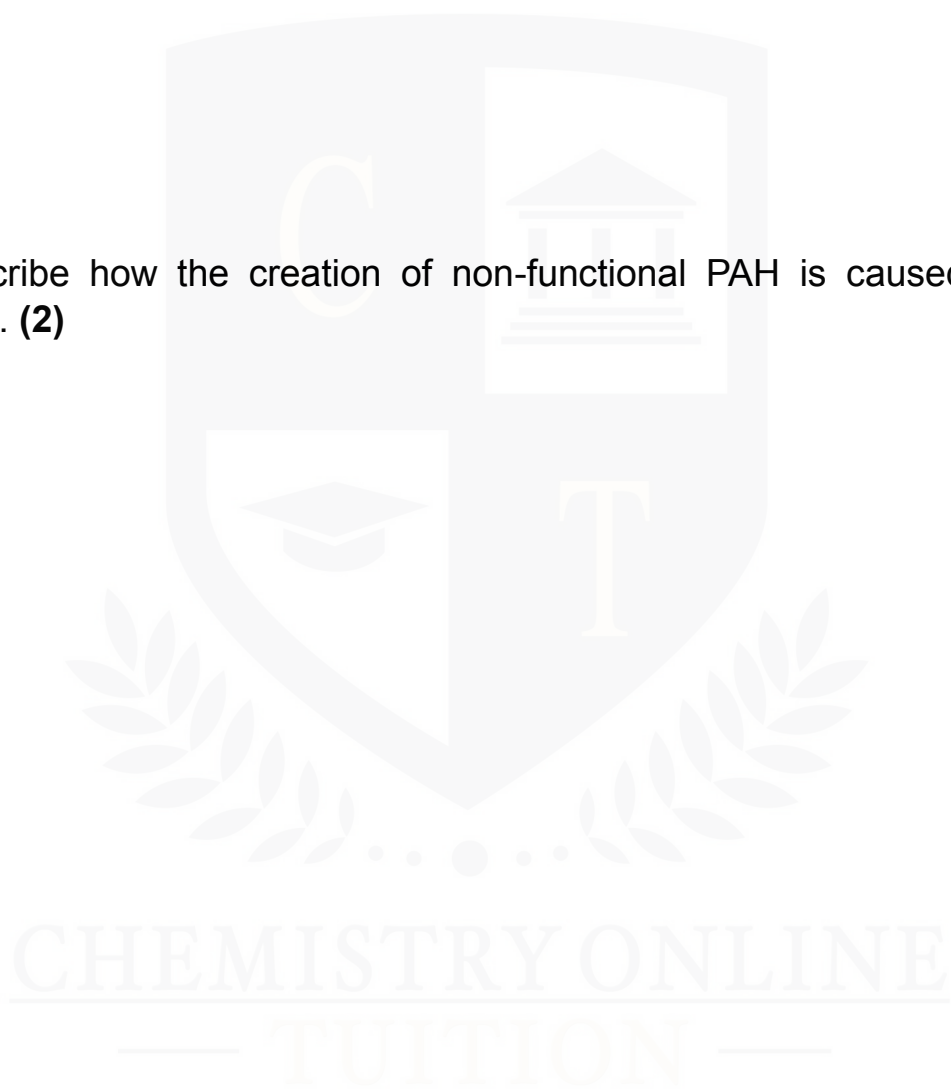 C
T
cribe how the creation of non-functional PAH is caused
. (2)
CHEMISTRY ONLINE
TUITION